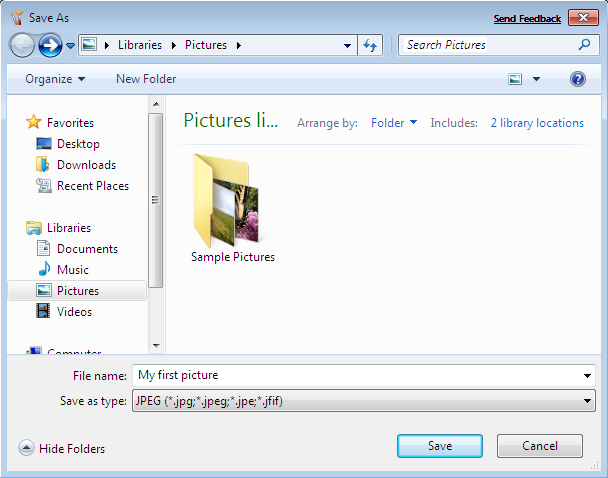 Save As Send Feedback
Libraries Pictures Search Pictures
Organize New Folder
Favorites
Desktop
Downloads
Recent Places
Libraries
Documents
Music
Pictures
Videos
Computer
Pictures li... Arrange by: Folder Includes: 2 library locations
Sample Pictures
File name: My first picture
Save as type: JPEG (*.jpg;*.jpeg;*.jpe;*.jfif)
Hide Folders Save Cancel